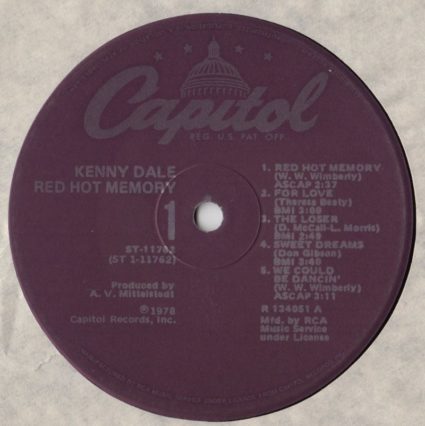 Capitol
REG. U.S. PAT. OFF.
KENNY DALE
RED HOT MEMORY
1
ST-11762
(ST 1-11762)
Produced by
A. V. Mittelstedt
℗1978
Capitol Records, Inc.
1. RED HOT MEMORY
(W. W. Wimberly)
ASCAP 2:37
2. FOR LOVE
(Theresa Beaty)
BMI 3:00
3. THE LOSER
(D. McCall-L. Morris)
BMI 2:49
4. SWEET DREAMS
(Don Gibson)
BMI 3:40
5. WE COULD
BE DANCIN'
(W. W. Wimberly)
ASCAP 3:11
R 134051 A
Mfd. by RCA
Music Service
under License